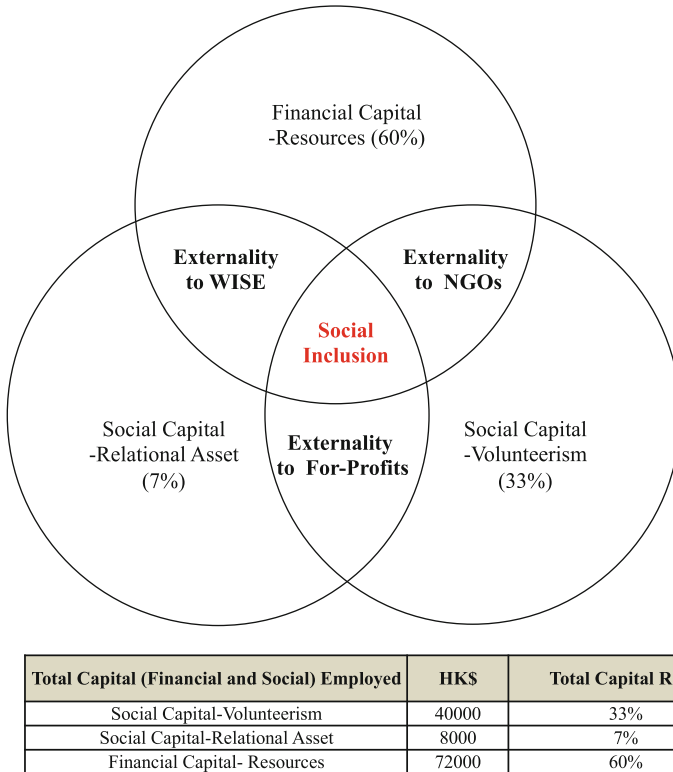 Financial Capital
-Resources (60%)
Externality
to WISE
Externality
to NGOs
Social
Inclusion
Social Capital
-Relational Asset
(7%)
Externality
to For-Profits
Social Capital
-Volunteerism
(33%)
Total Capital (Financial and Social) Employed HK$ Total Capital
Social Capital-Volunteerism 40000 33%
Social Capital-Relational Asset 8000 7%
Financial Capital- Resources 72000 60%